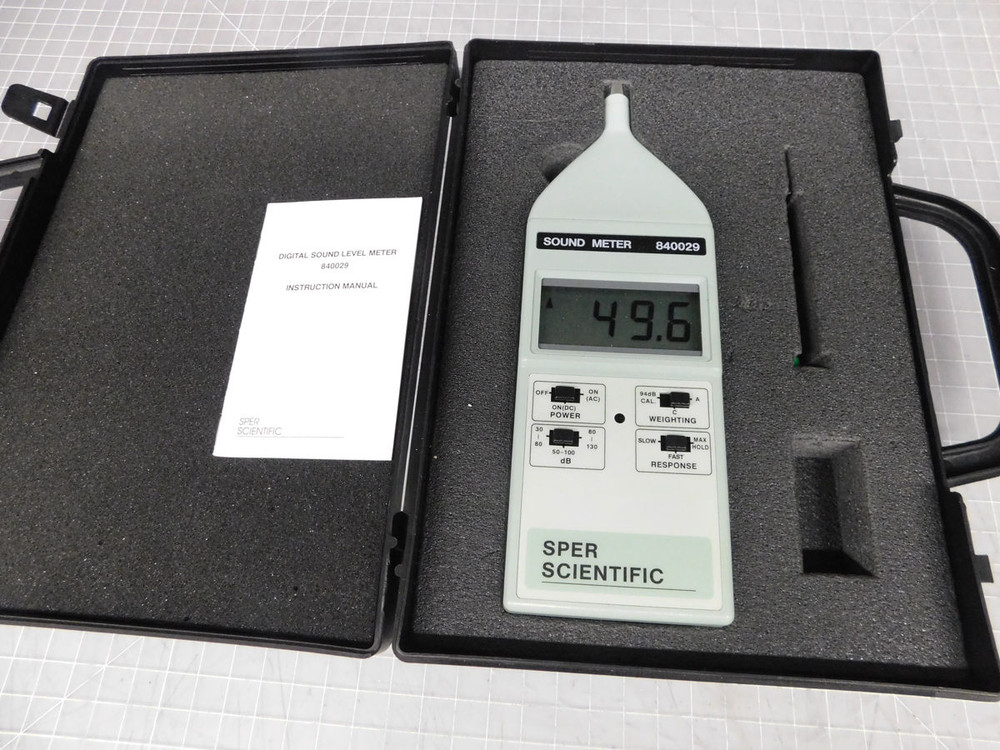 DIGITAL SOUND LEVEL METER
840029
INSTRUCTION MANUAL
SPER
SCIENTIFIC
SOUND METER 840029
49.6
OFF ON
(AC)
ON(DC)
POWER
94dB
CAL. A
C
WEIGHTING
30 80
| |
80 130
50-100
dB
SLOW MAX
HOLD
FAST
RESPONSE
SPER
SCIENTIFIC